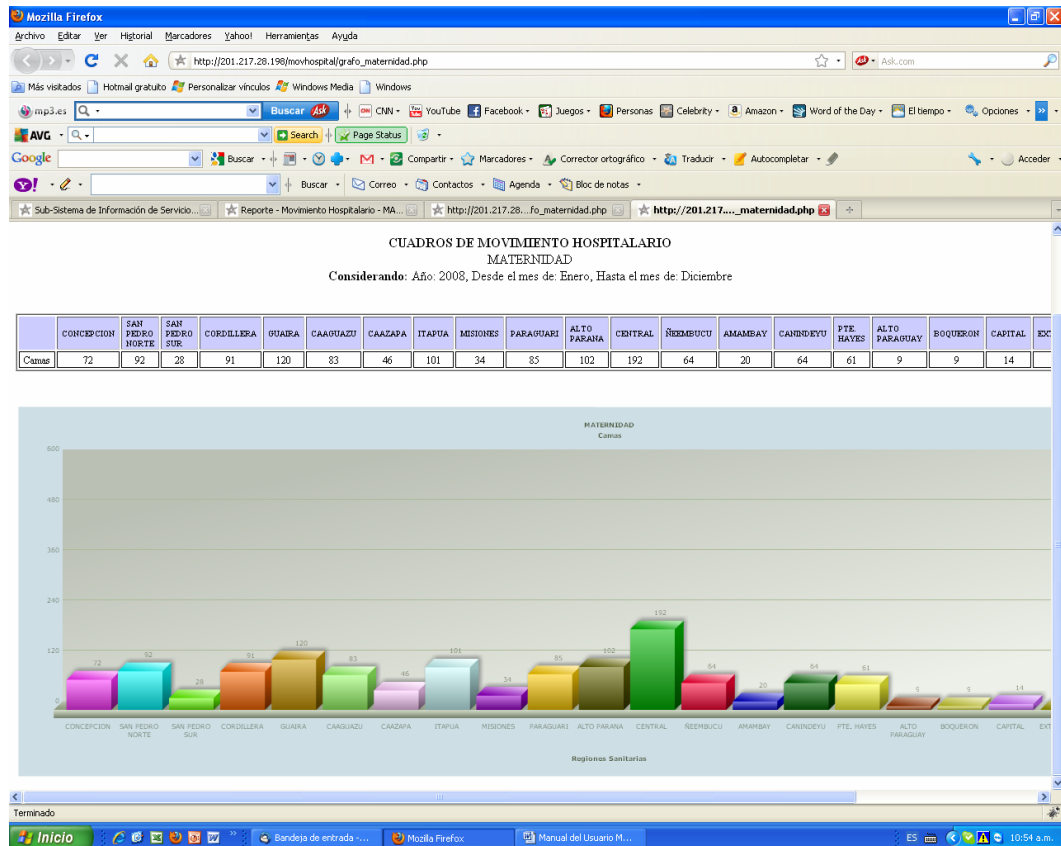 Mozilla Firefox
Archivo Editar Ver Historial Marcadores Yahoo! Herramientas Ayuda
http://201.217.28.198/movhospital/grafo_maternidad.php Ask.com
Más visitados Hotmail gratuito Personalizar vínculos Windows Media Windows
mp3.es Buscar Ask CNN YouTube Facebook Juegos Personas Celebrity Amazon Word of the Day El tiempo Opciones
AVG Search Page Status
Google Buscar Compartir Marcadores Corrector ortográfico Traducir Autocompletar Acceder
Y! Buscar Correo Contactos Agenda Bloc de notas
Sub-Sistema de Información de Servicio... Reporte - Movimiento Hospitalario - MA... http://201.217.28....fo_maternidad.php http://201.217...._maternidad.php
CUADROS DE MOVIMIENTO HOSPITALARIO
MATERNIDAD
Considerando: Año: 2008, Desde el mes de: Enero, Hasta el mes de: Diciembre
CONCEPCION SAN PEDRO NORTE SAN PEDRO SUR CORDILLERA GUAIRA CAAGUAZU CAAZAPA ITAPUA MISIONES PARAGUARI ALTO PARANA CENTRAL ÑEEMBUCU AMAMBAY CANINDEYU PTE. HAYES ALTO PARAGUAY BOQUERON CAPITAL EXT
Camas 72 92 28 91 120 83 46 101 34 85 102 192 64 20 64 61 9 9 14
MATERNIDAD
Camas
600
480
360
240
120
0
72 92 28 91 120 83 46 101 34 85 102 192 64 20 64 61 9 9 14
CONCEPCION SAN PEDRO NORTE SAN PEDRO SUR CORDILLERA GUAIRA CAAGUAZU CAAZAPA ITAPUA MISIONES PARAGUARI ALTO PARANA CENTRAL ÑEEMBUCU AMAMBAY CANINDEYU PTE. HAYES ALTO PARAGUAY BOQUERON CAPITAL EXT
Regiones Sanitarias
Terminado
Inicio Bandeja de entrada -... Mozilla Firefox Manual del Usuario M... ES 10:54 a.m.